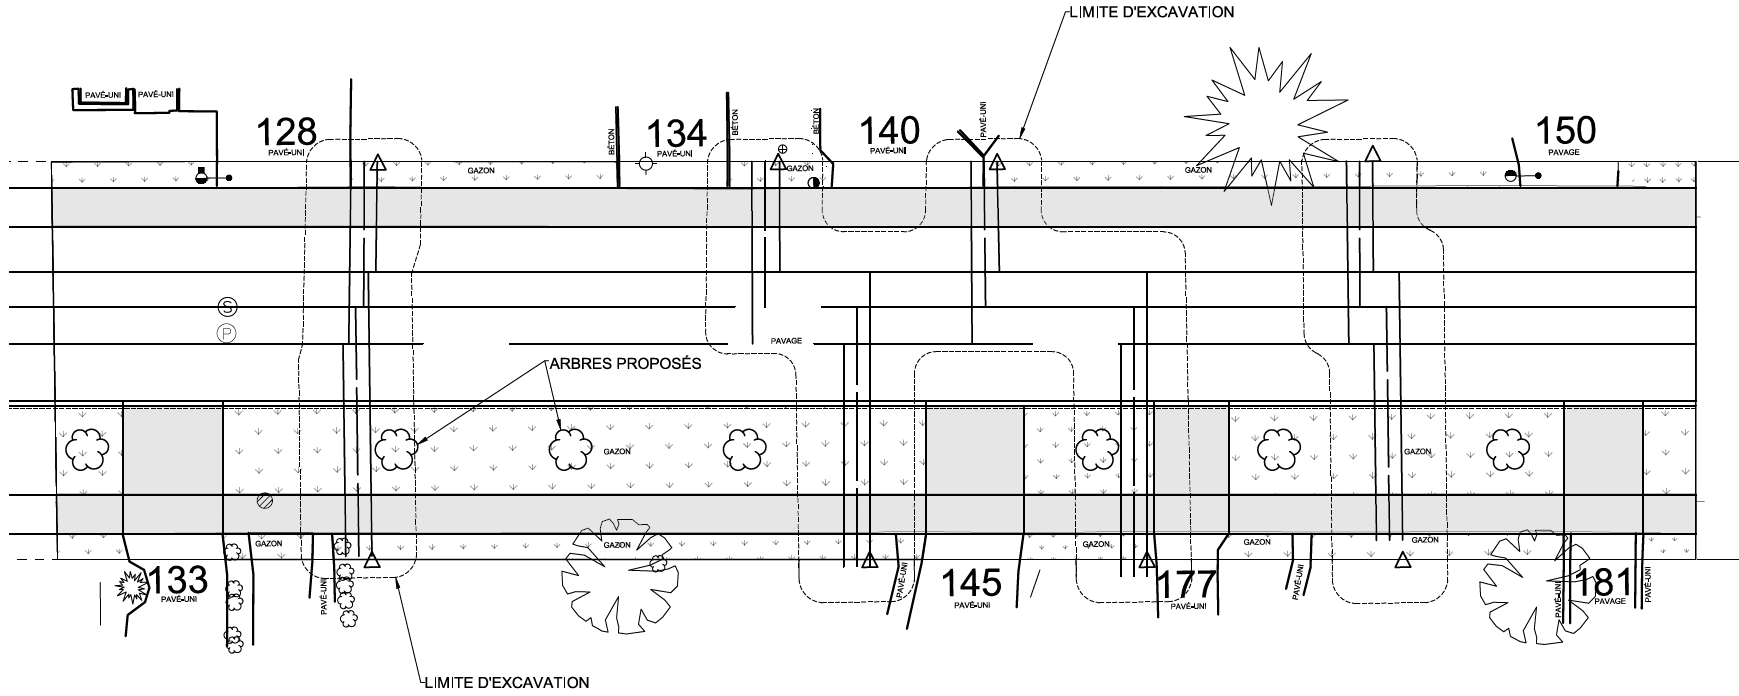 LIMITE D'EXCAVATION
PAVÉ-UNI
PAVÉ-UNI
128
PAVÉ-UNI
BÉTON
134
PAVÉ-UNI
BÉTON
BÉTON
140
PAVÉ-UNI
PAVÉ-UNI
150
PAVAGE
GAZON
GAZON
GAZON
S
P
PAVAGE
ARBRES PROPOSÉS
GAZON
GAZON
GAZON
GAZON
GAZON
GAZON
GAZON
133
PAVÉ-UNI
PAVÉ-UNI
PAVÉ-UNI
145
PAVÉ-UNI
177
PAVÉ-UNI
PAVÉ-UNI
PAVÉ-UNI
181
PAVAGE
PAVÉ-UNI
LIMITE D'EXCAVATION